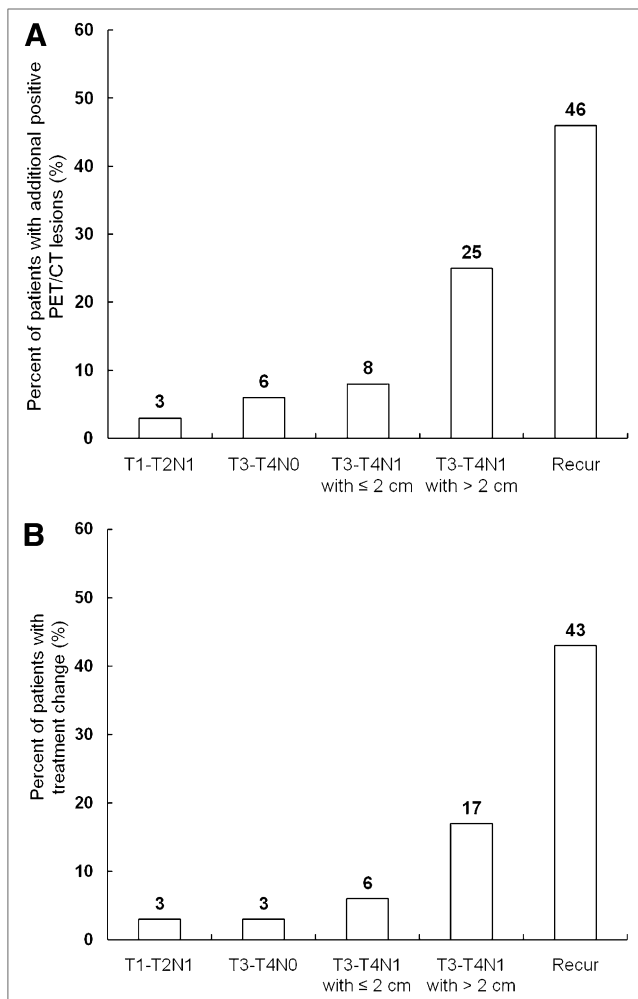 A
Percent of patients with additional positive
PET/CT lesions (%)
60
50
40
30
20
10
0
3
6
8
25
46
T1-T2N1
T3-T4N0
T3-T4N1
with ≤ 2 cm
T3-T4N1
with > 2 cm
Recur
B
Percent of patients with
treatment change (%)
60
50
40
30
20
10
0
3
3
6
17
43
T1-T2N1
T3-T4N0
T3-T4N1
with ≤ 2 cm
T3-T4N1
with > 2 cm
Recur